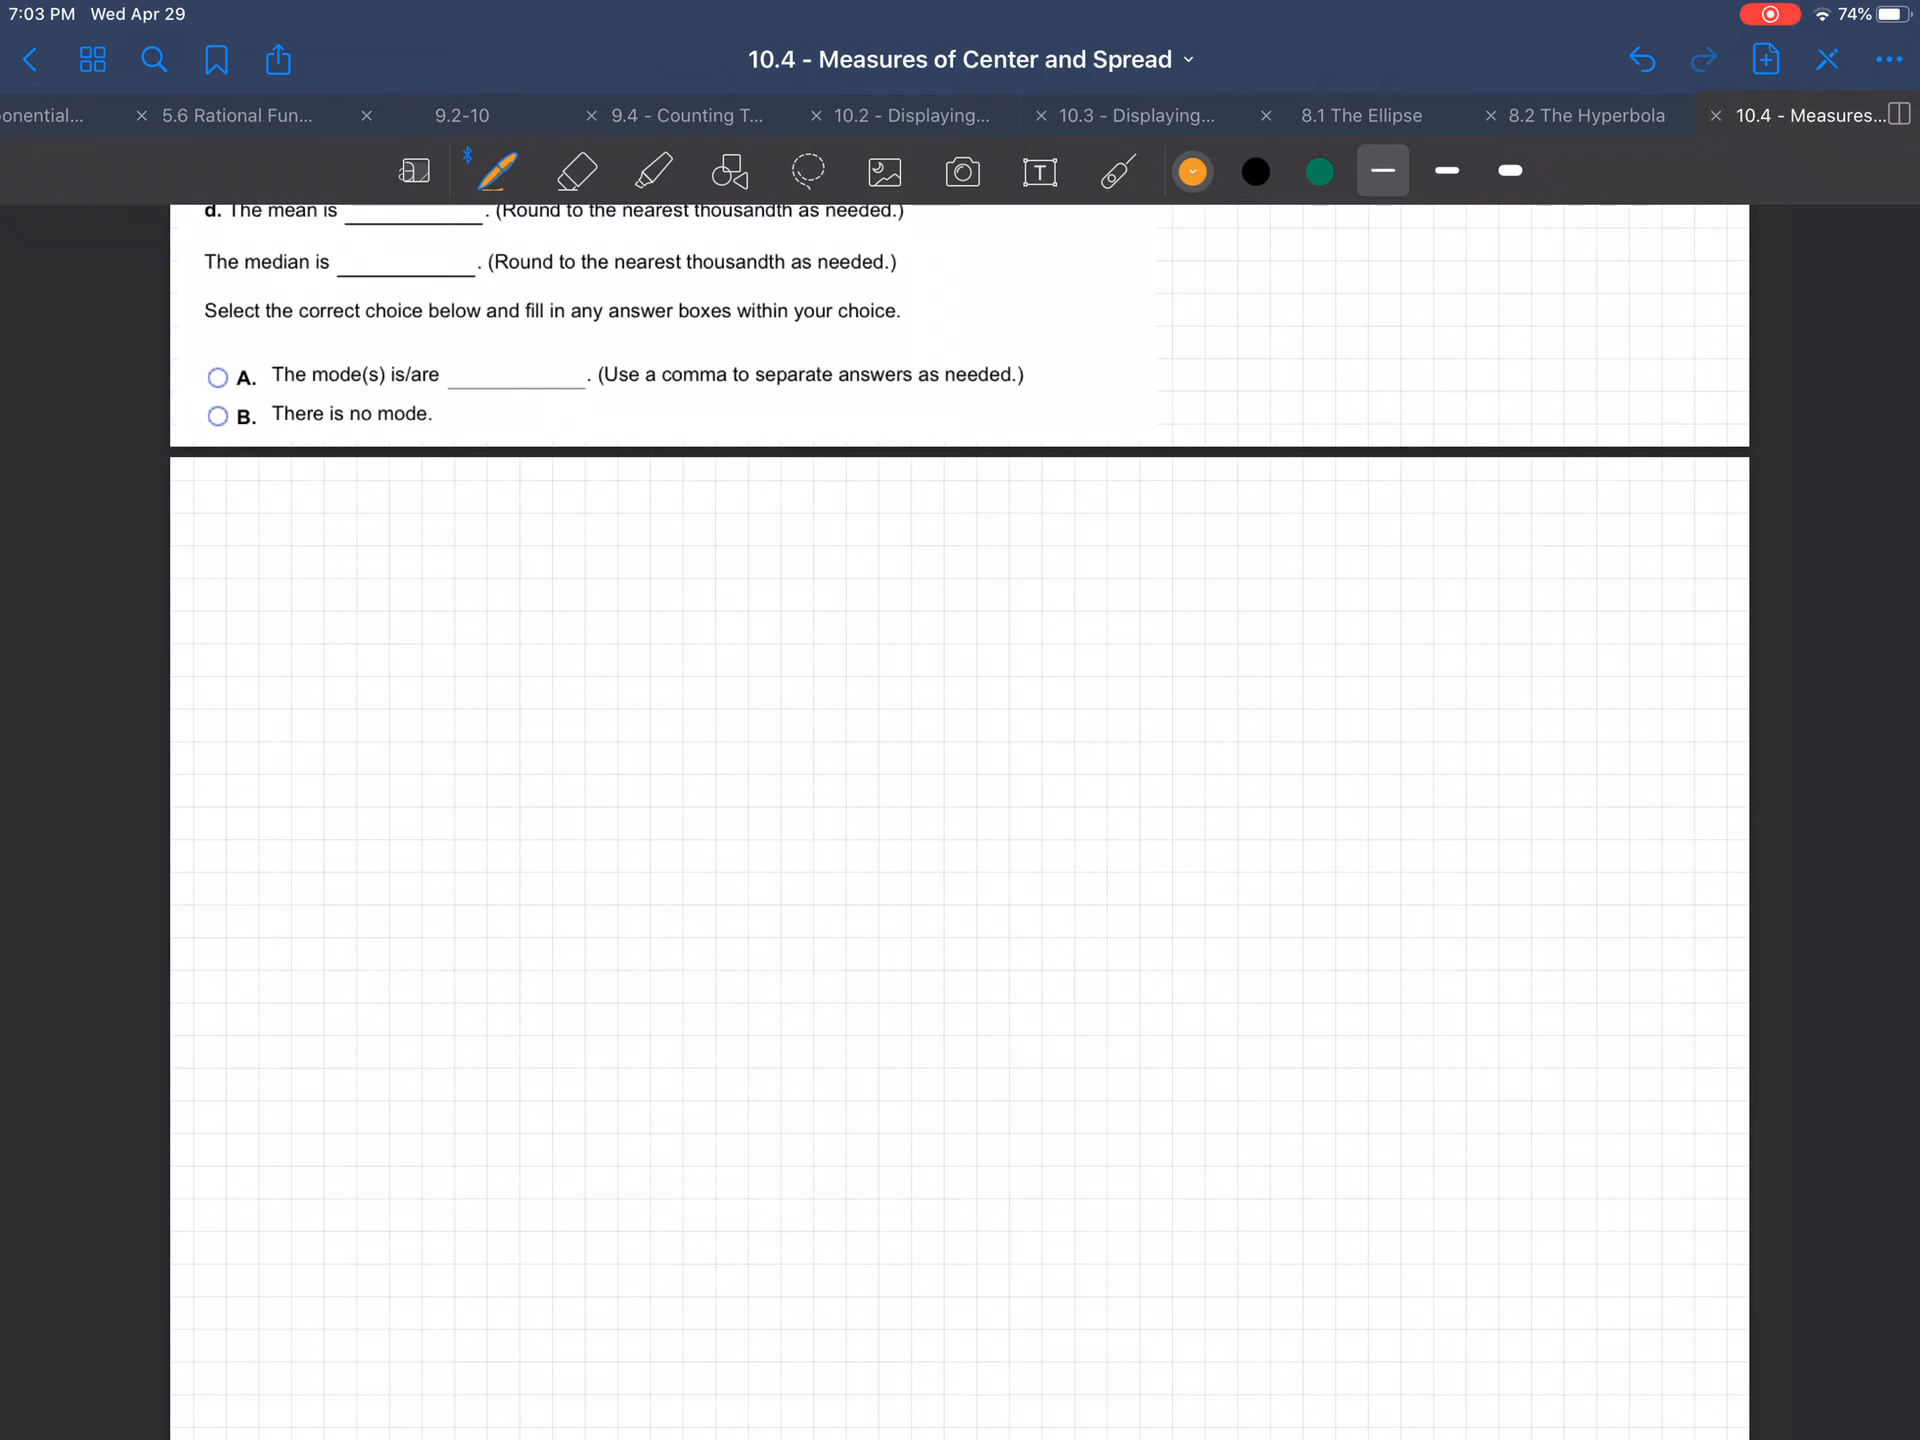 7:03 PM Wed Apr 29
74%
10.4 - Measures of Center and Spread
onential...
5.6 Rational Fun...
9.2-10
9.4 - Counting T...
10.2 - Displaying...
10.3 - Displaying...
8.1 The Ellipse
8.2 The Hyperbola
10.4 - Measures...
T
d. The mean is ____________. (Round to the nearest thousandth as needed.)
The median is ____________. (Round to the nearest thousandth as needed.)
Select the correct choice below and fill in any answer boxes within your choice.
A. The mode(s) is/are ____________. (Use a comma to separate answers as needed.)
B. There is no mode.